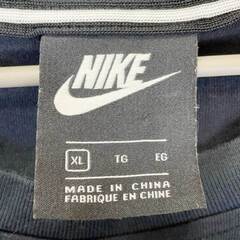 NIKE
XL TG EG
MADE IN CHINA
FABRIQUE EN CHINE